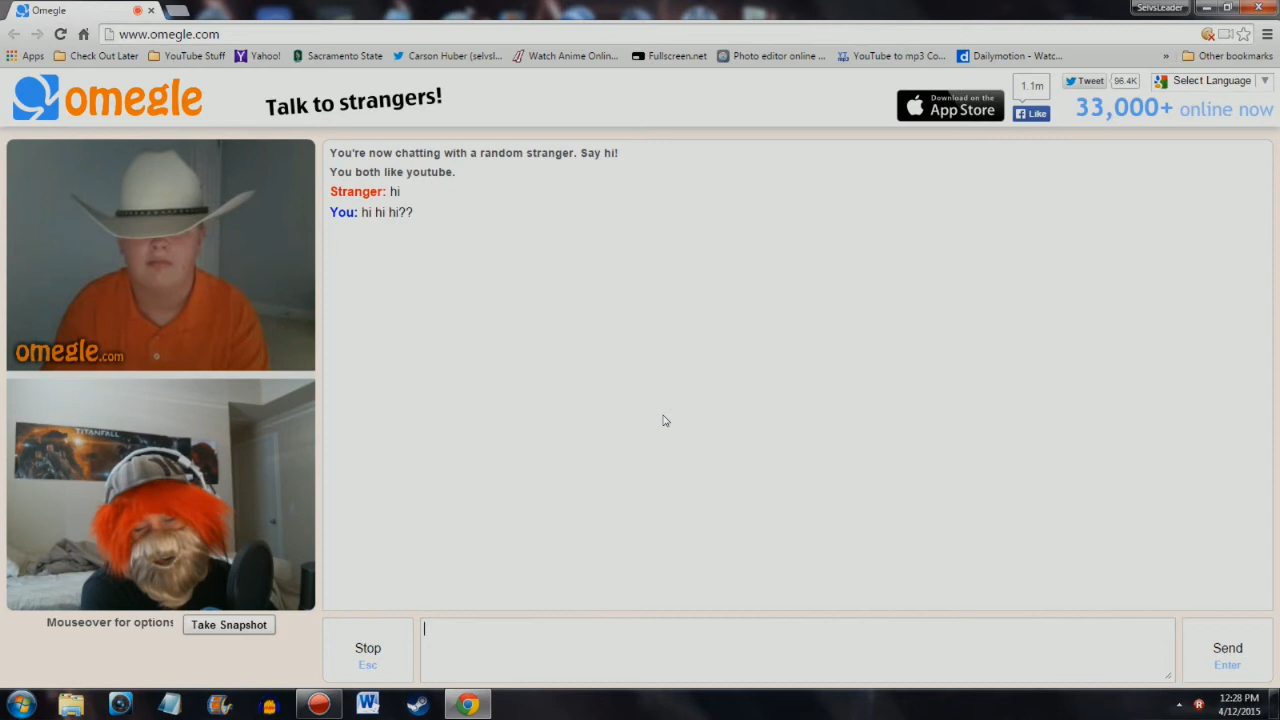 Omegle
SelvsLeader
www.omegle.com
Apps Check Out Later YouTube Stuff Yahoo! Sacramento State Carson Huber (selvsl... Watch Anime Onlin... Fullscreen.net Photo editor online ... YouTube to mp3 Co... Dailymotion - Watc... » Other bookmarks
omegle Talk to strangers!
Download on the
App Store
1.1m
Like
Tweet 96.4K
Select Language
33,000+ online now
You're now chatting with a random stranger. Say hi!
You both like youtube.
Stranger: hi
You: hi hi hi??
omegle.com
TITANFALL
Mouseover for options
Take Snapshot
Stop
Esc
Send
Enter
12:28 PM
4/12/2015